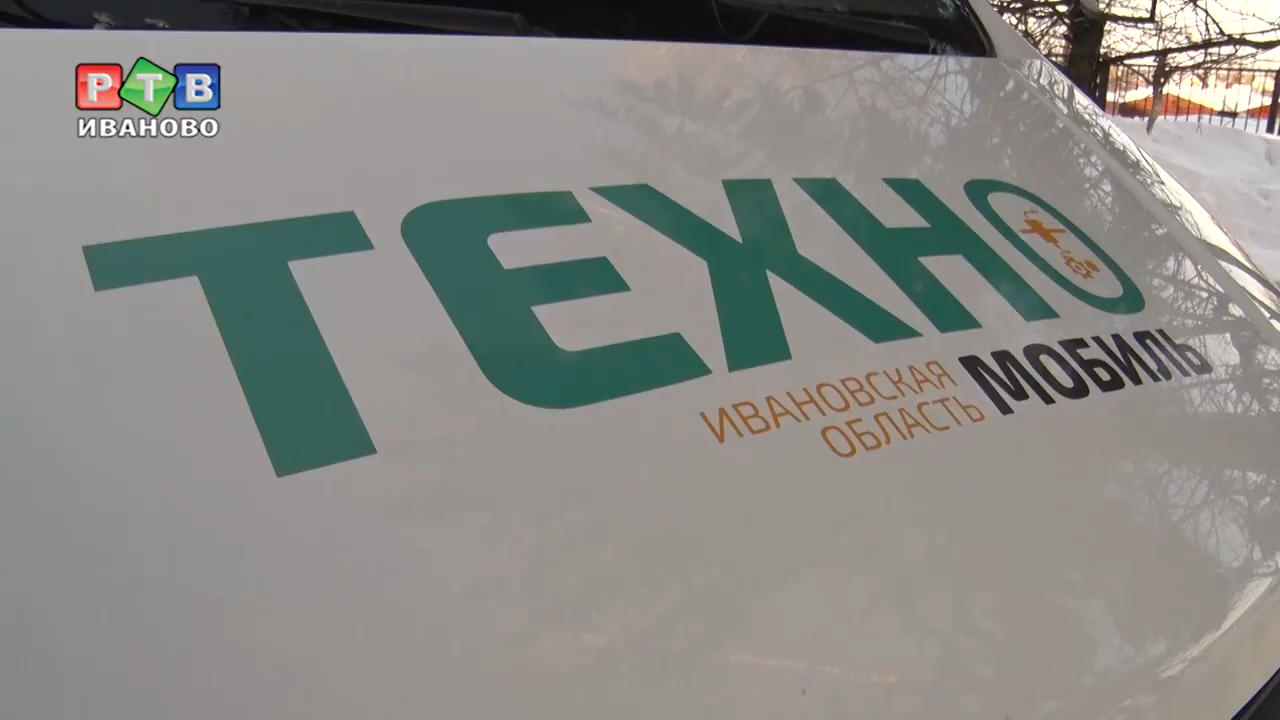 РТВ
ИВАНОВО
ТЕХНО
ИВАНОВСКАЯ
ОБЛАСТЬ
МОБИЛЬ